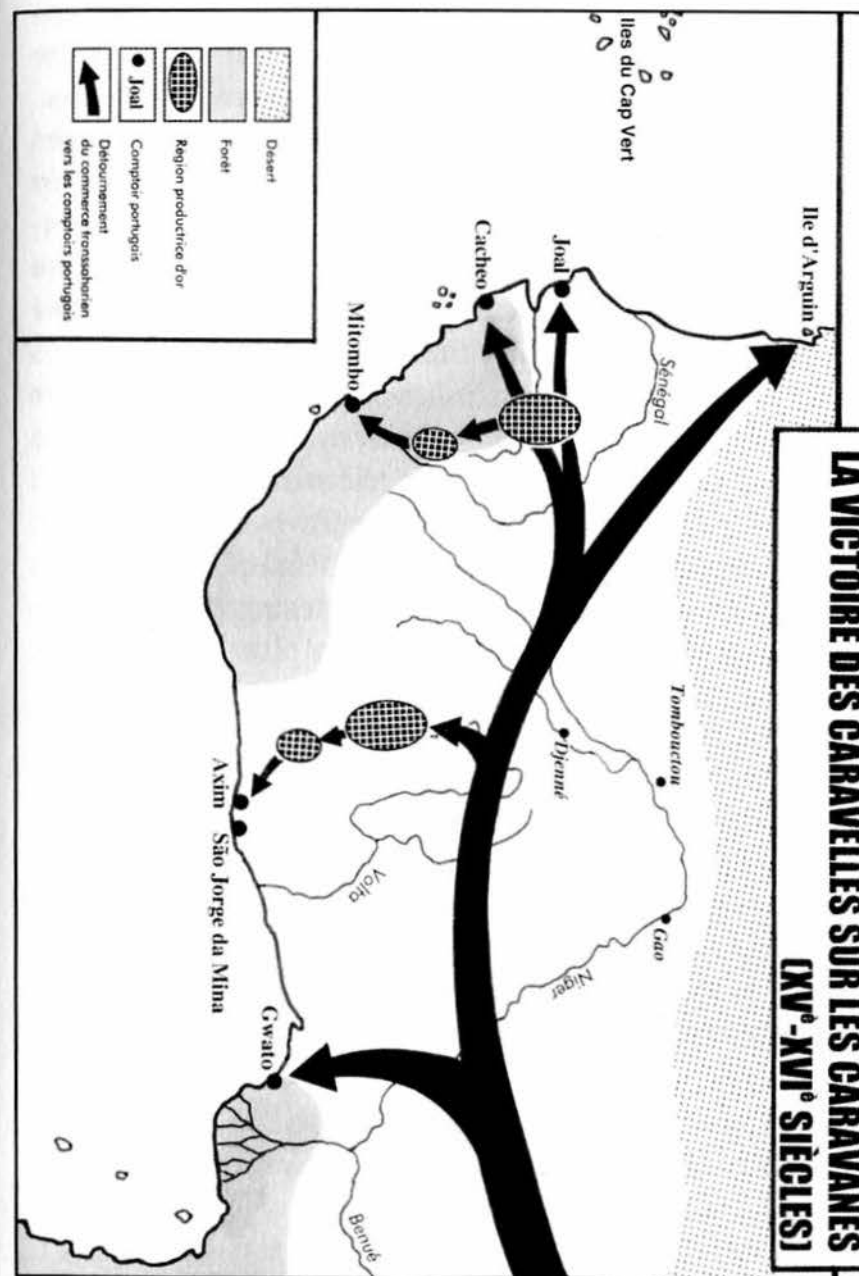 LA VICTOIRE DES CARAVELLES SUR LES CARAVANES
(XVè-XVIè SIÈCLES)
Ile d'Arguin
Iles du Cap Vert
Sénégal
Joal
Cacheo
Mitombo
Tombouctou
Gao
Djenné
Niger
Volta
Axim
São Jorge da Mina
Gwato
Benué
Désert
Forêt
Région productrice d'or
Joal
Comptoir portugais
Détournement
du commerce transsaharien
vers les comptoirs portugais